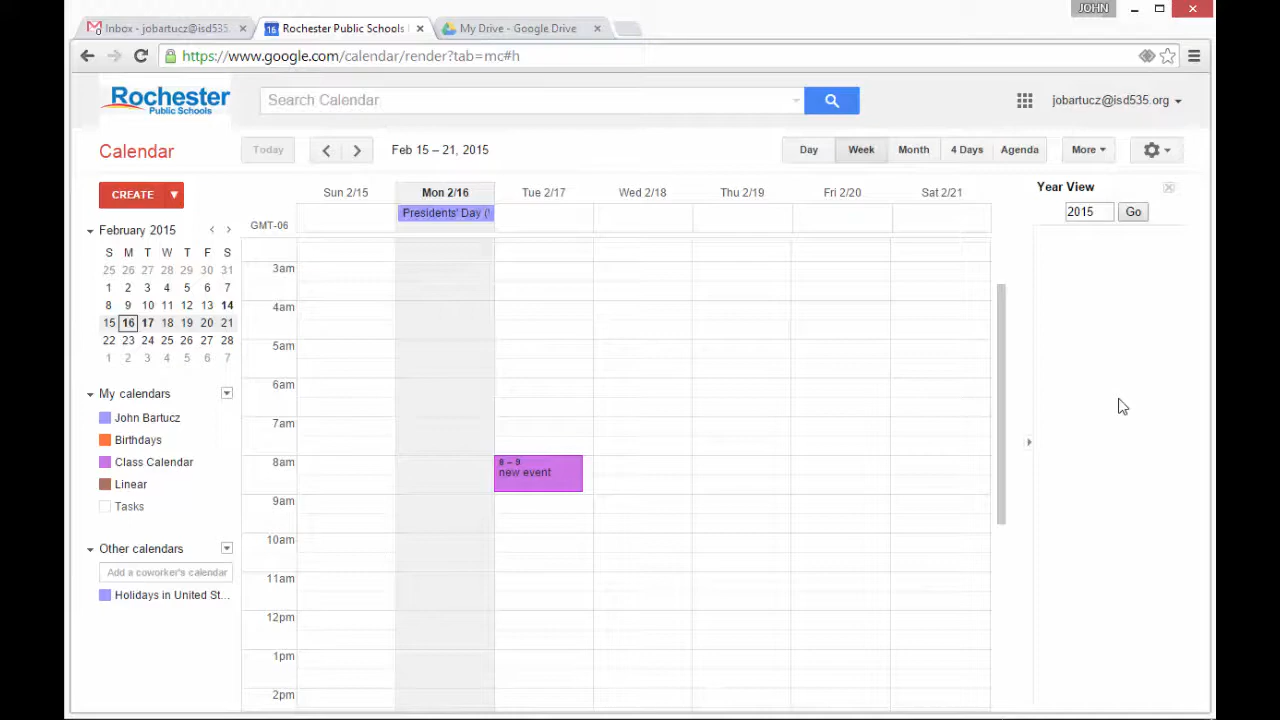 JOHN
Inbox - jobartucz@isd535.
Rochester Public Schools
My Drive - Google Drive
https://www.google.com/calendar/render?tab=mc#h
Rochester
Public Schools
Search Calendar
jobartucz@isd535.org
Calendar
Today
Feb 15 – 21, 2015
Day
Week
Month
4 Days
Agenda
More
CREATE
Sun 2/15
Mon 2/16
Tue 2/17
Wed 2/18
Thu 2/19
Fri 2/20
Sat 2/21
Presidents' Day (
GMT-06
Year View
2015
Go
February 2015
S M T W T F S
25 26 27 28 29 30 31
1 2 3 4 5 6 7
8 9 10 11 12 13 14
15 16 17 18 19 20 21
22 23 24 25 26 27 28
1 2 3 4 5 6 7
My calendars
John Bartucz
Birthdays
Class Calendar
Linear
Tasks
Other calendars
Add a coworker's calendar
Holidays in United St...
3am
4am
5am
6am
7am
8am
8 – 9
new event
9am
10am
11am
12pm
1pm
2pm